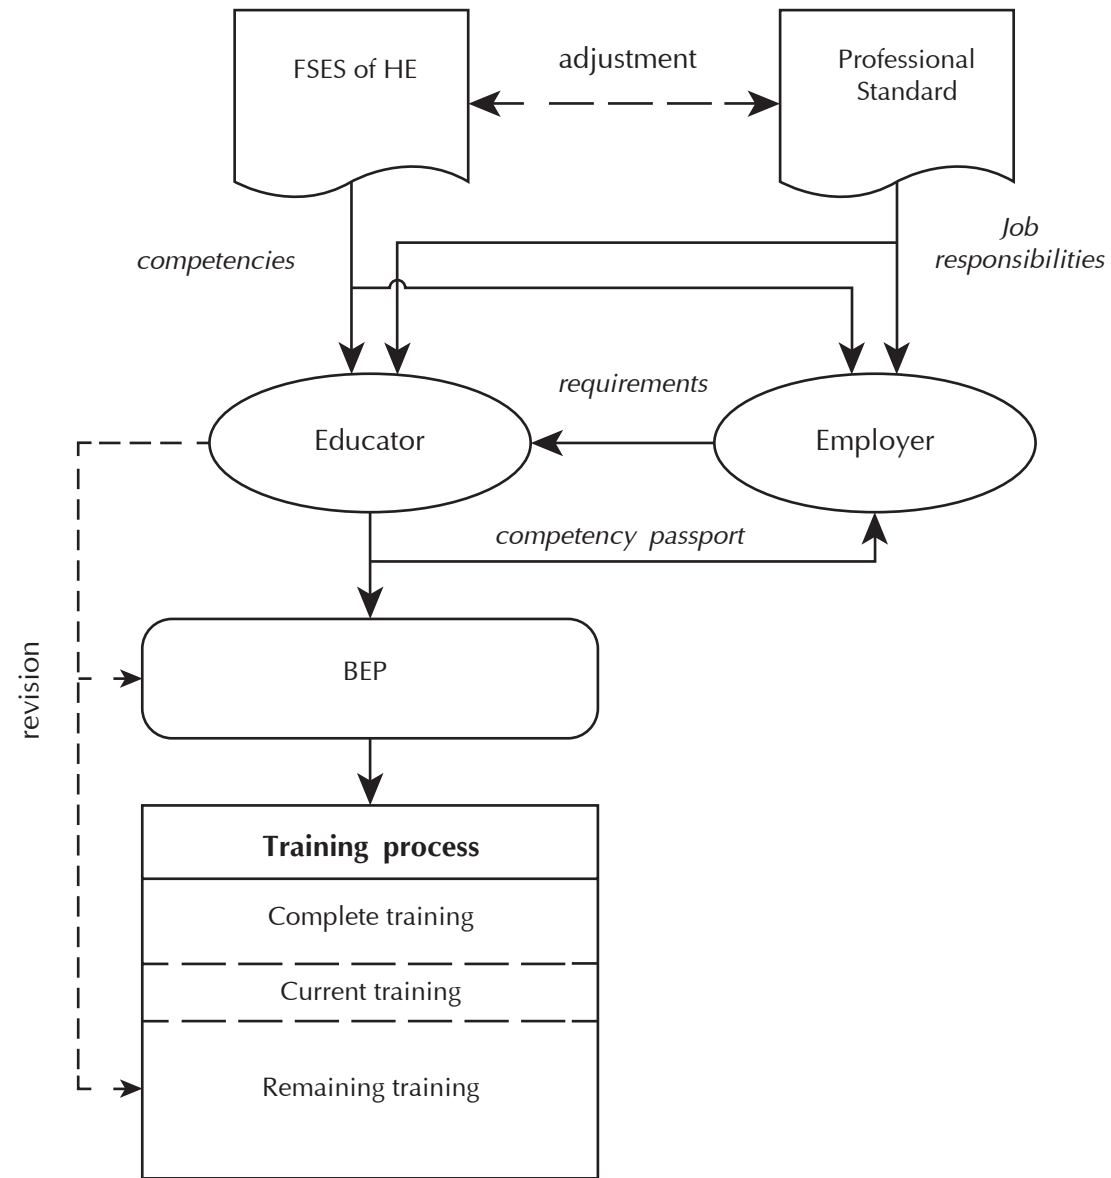 FSES of HE
adjustment
Professional
Standard
competencies
Job
responsibilities
requirements
Educator
Employer
competency passport
revision
BEP
Training process
Complete training
Current training
Remaining training